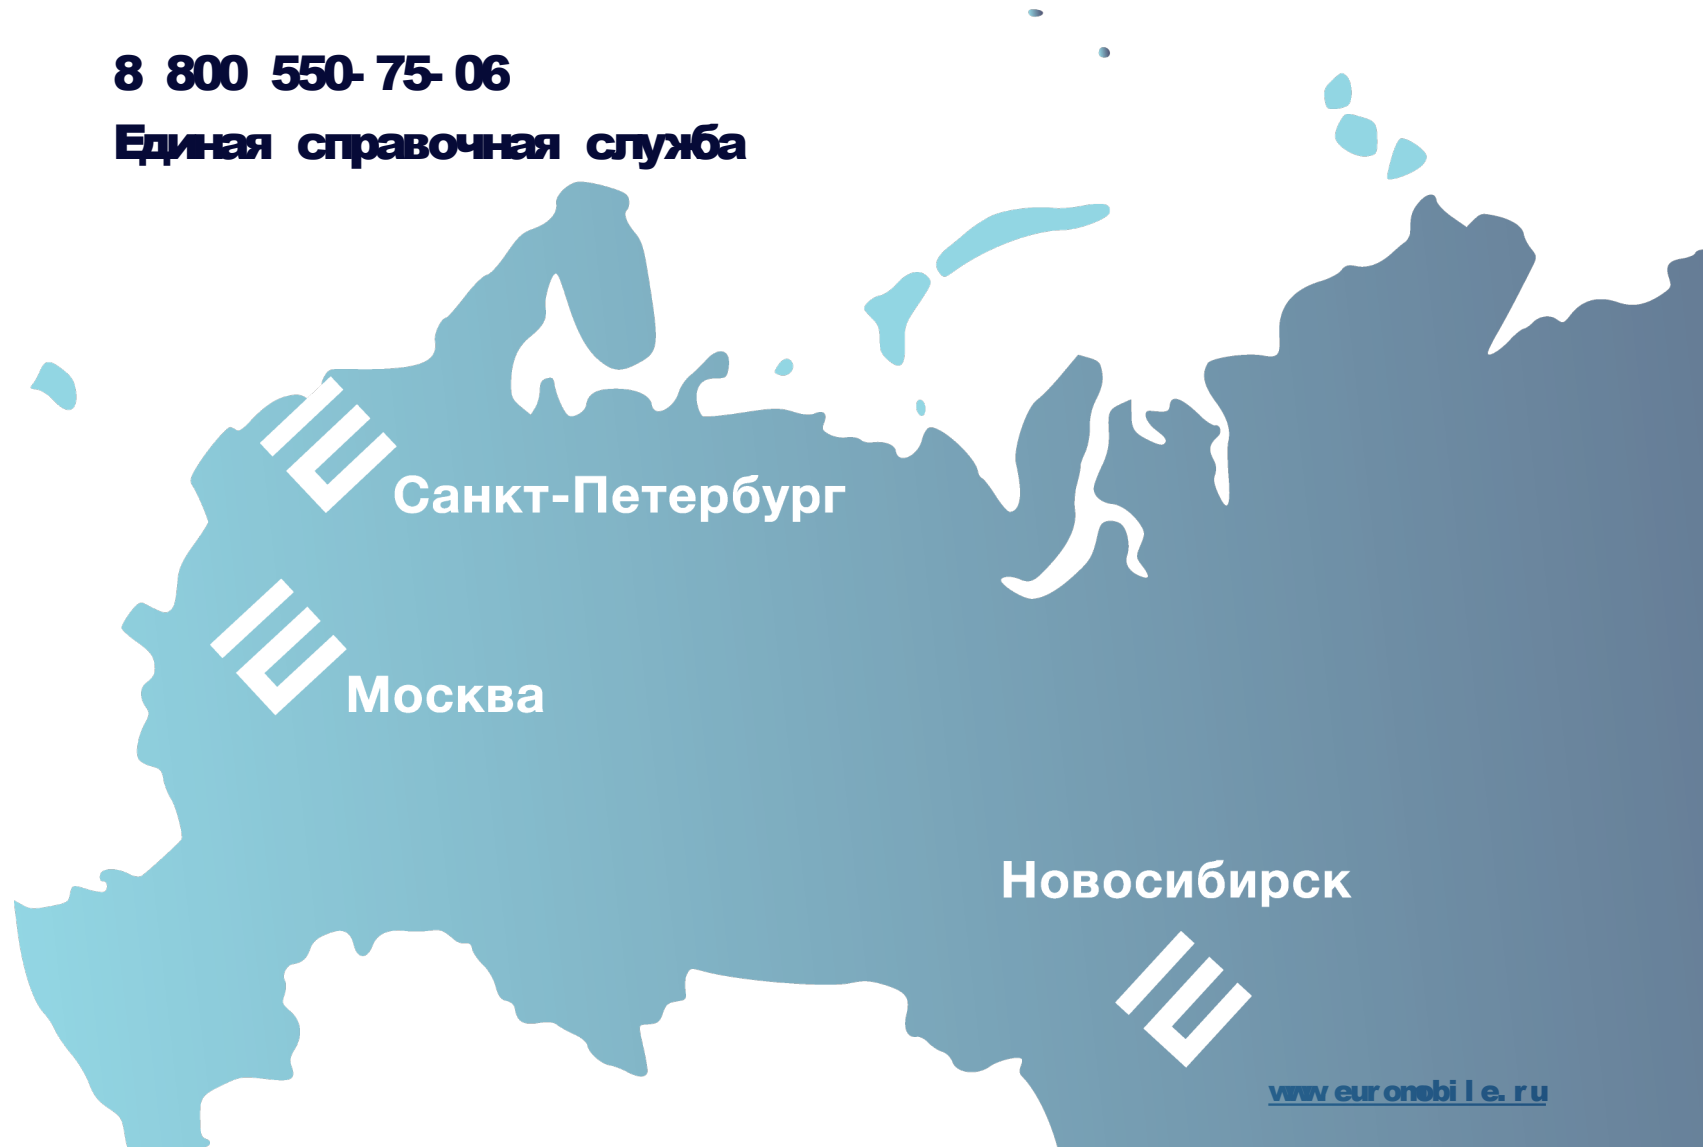 8 800 550-75-06
Единая справочная служба
Санкт-Петербург
Москва
Новосибирск
www.euromobile.ru